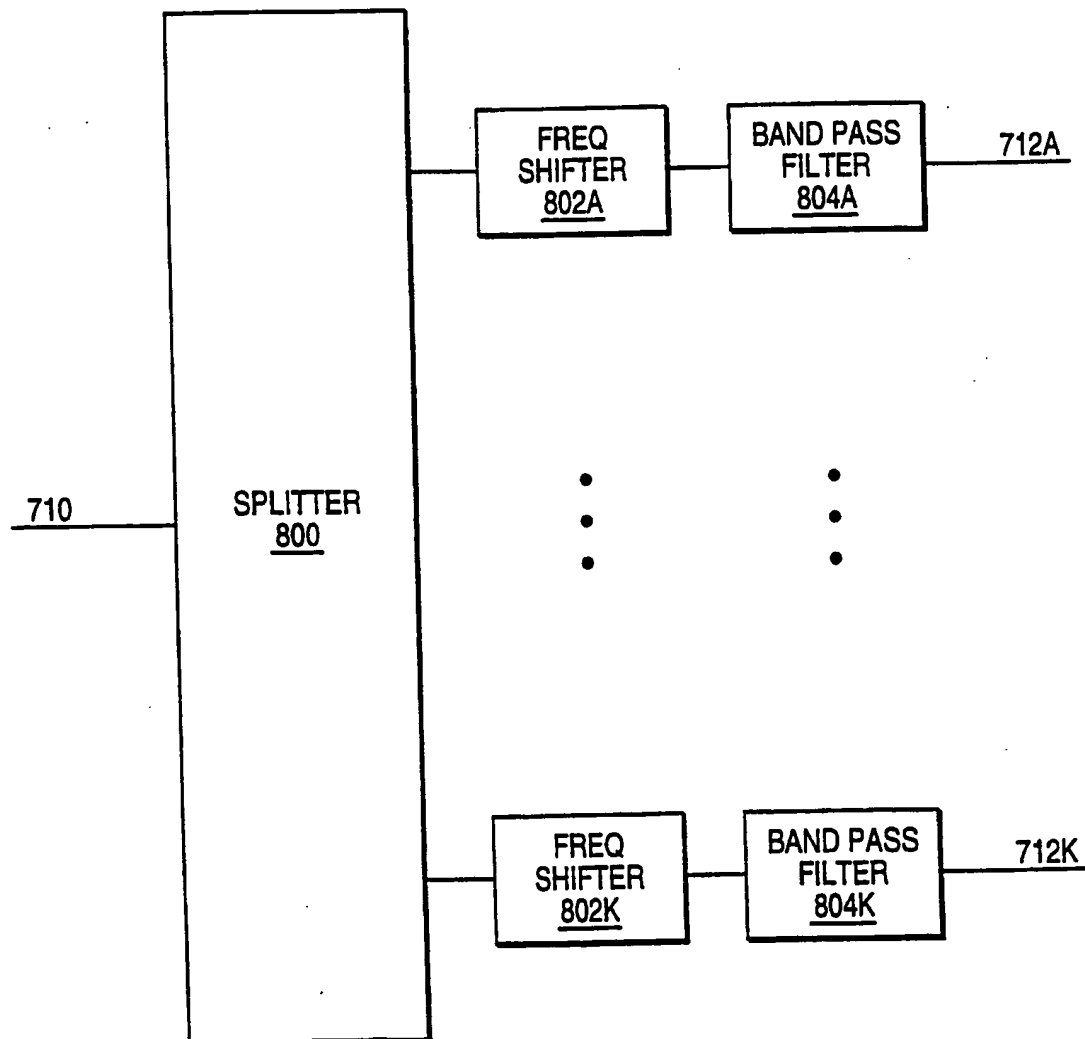 FREQ
SHIFTER
802A
BAND PASS
FILTER
804A
712A
710
SPLITTER
800
FREQ
SHIFTER
802K
BAND PASS
FILTER
804K
712K